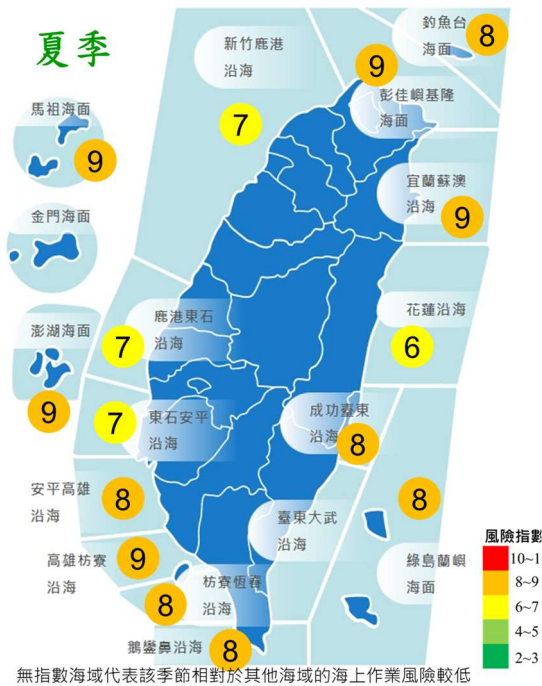 夏季
釣魚台
海面
8
新竹鹿港
沿海
7
9
彭佳嶼基隆
海面
馬祖海面
9
宜蘭蘇澳
沿海
9
金門海面
花蓮沿海
6
鹿港東石
沿海
7
澎湖海面
9
東石安平
沿海
7
成功臺東
沿海
8
安平高雄
沿海
8
8
臺東大武
沿海
高雄枋寮
沿海
9
綠島蘭嶼
海面
枋寮恆春
沿海
8
鵝鑾鼻沿海
8
風險指數
10~1
8~9
6~7
4~5
2~3
無指數海域代表該季節相對於其他海域的海上作業風險較低